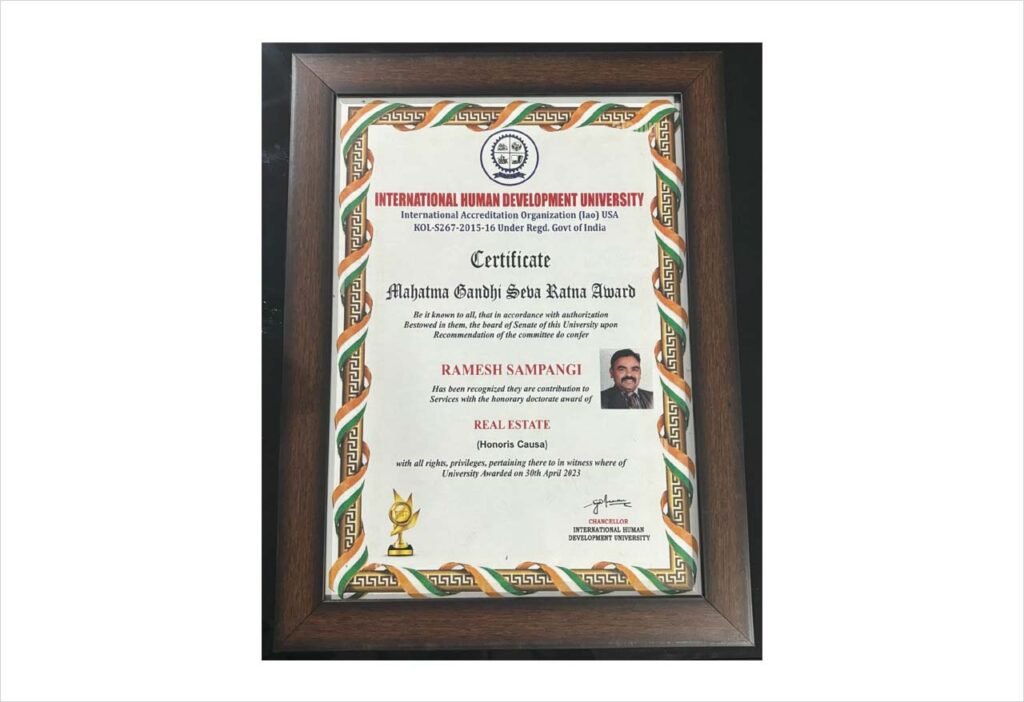 INTERNATIONAL HUMAN DEVELOPMENT UNIVERSITY
International Accreditation Organization (Iao) USA
KOL-S267-2015-16 Under Regd. Govt of India
Certificate
Mahatma Gandhi Seva Ratna Award
Be it known to all, that in accordance with authorization
Bestowed in them, the board of Senate of this University upon
Recommendation of the committee do confer
RAMESH SAMPANGI
Has been recognized they are contribution to
Services with the honorary doctorate award of
REAL ESTATE
(Honoris Causa)
with all rights, privileges, pertaining there to in witness where of
University Awarded on 30th April 2023
CHANCELLOR
INTERNATIONAL HUMAN
DEVELOPMENT UNIVERSITY